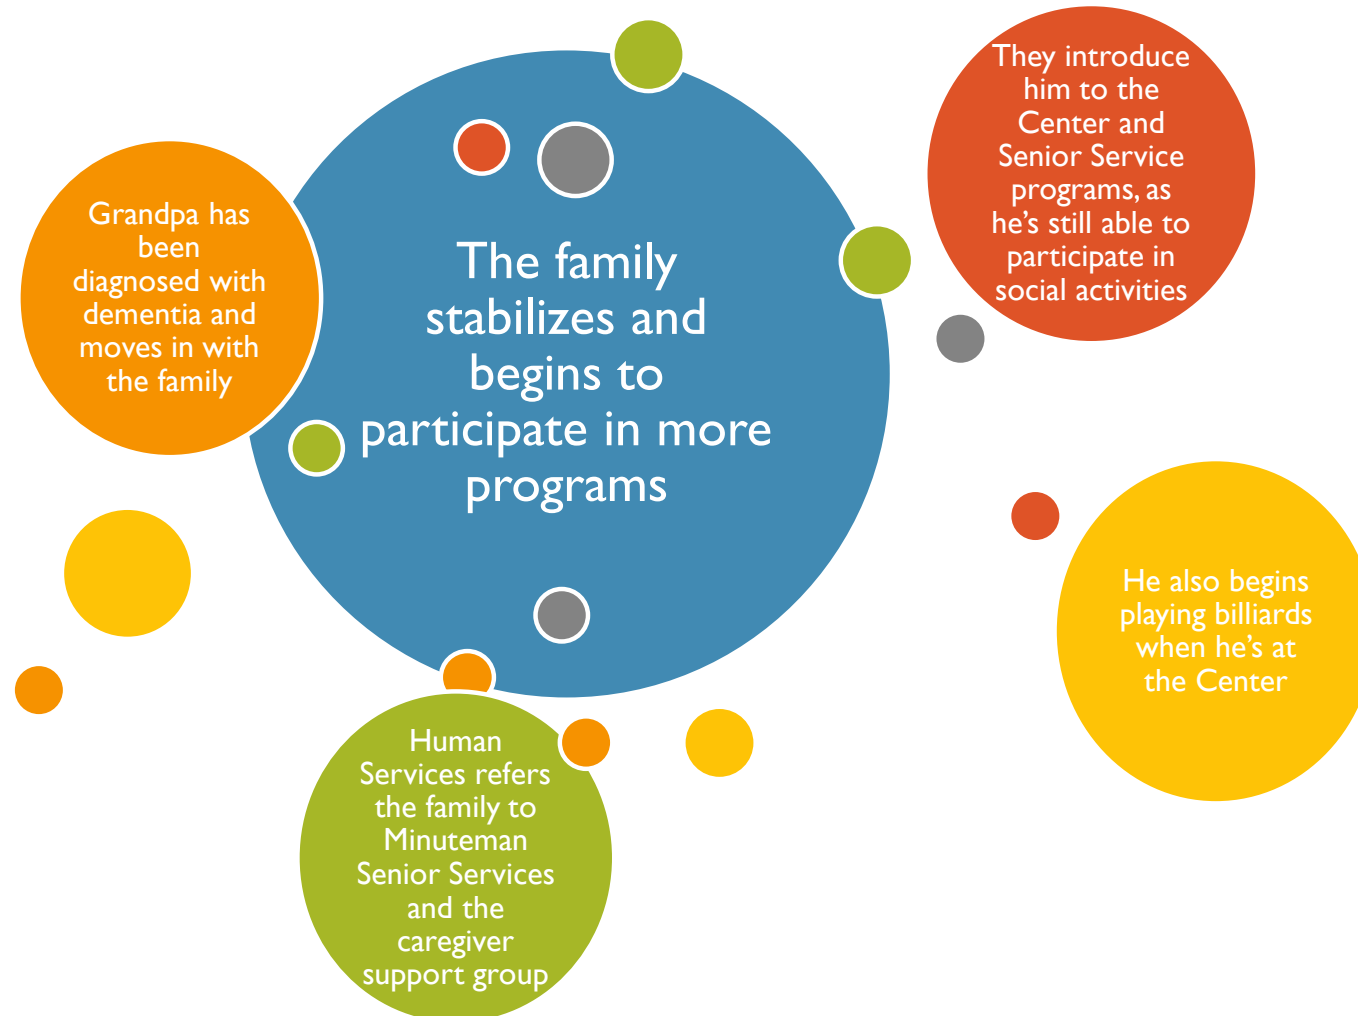 Grandpa has
been
diagnosed with
dementia and
moves in with
the family
The family
stabilizes and
begins to
participate in more
programs
They introduce
him to the
Center and
Senior Service
programs, as
he’s still able to
participate in
social activities
He also begins
playing billiards
when he’s at
the Center
Human
Services refers
the family to
Minuteman
Senior Services
and the
caregiver
support group